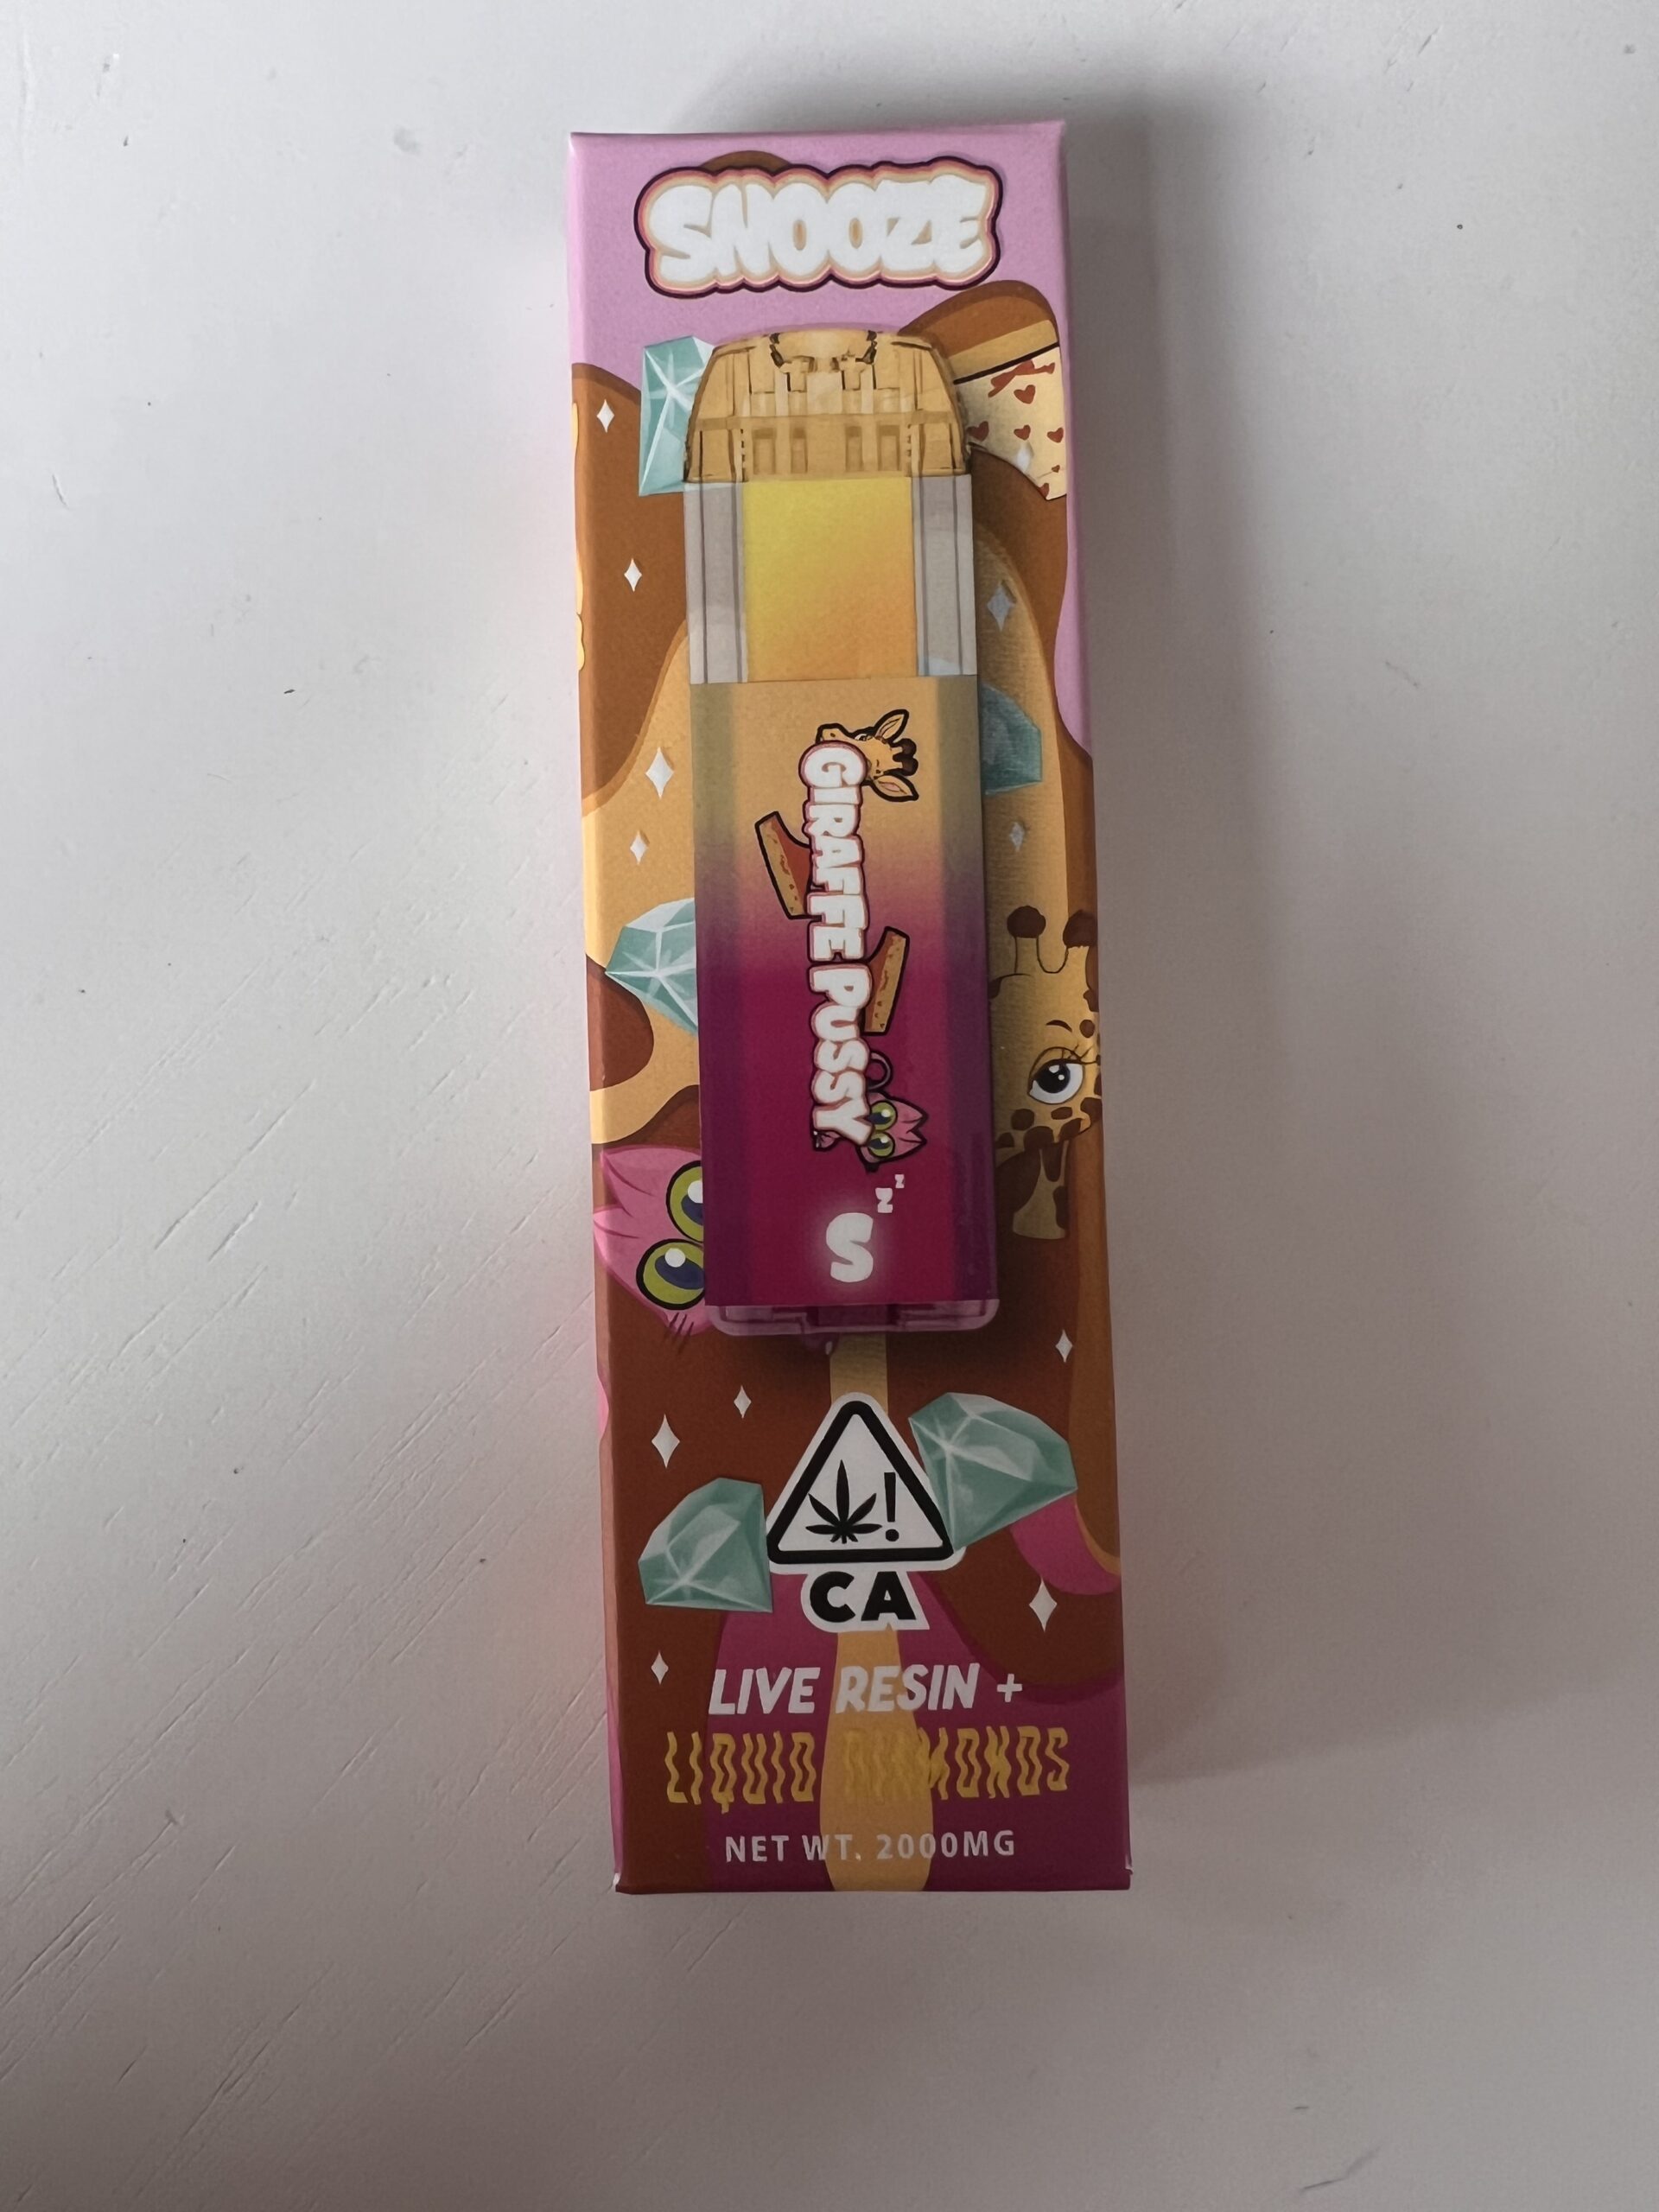 SNOOZE
GIRAFFE PUSSY
z
z
S
!
CA
LIVE RESIN +
LIQUID DIAMONDS
NET WT. 2000MG